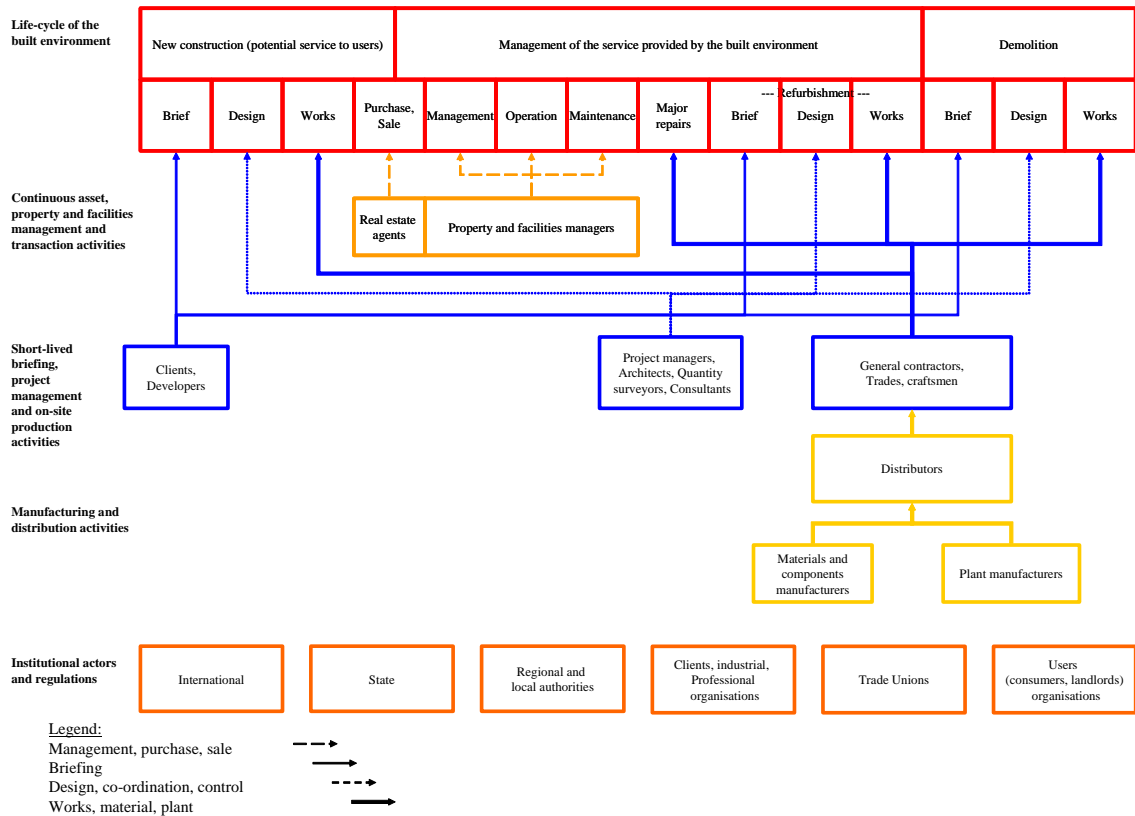 Life-cycle of the
built environment
New construction (potential service to users)
Management of the service provided by the built environment
Demolition
--- Refurbishment ---
Brief
Design
Works
Purchase,
Sale
Management
Operation
Maintenance
Major
repairs
Brief
Design
Works
Brief
Design
Works
Continuous asset,
property and facilities
management and
transaction activities
Real estate
agents
Property and facilities managers
Short-lived
briefing,
project
management
and on-site
production
activities
Clients,
Developers
Project managers,
Architects, Quantity
surveyors, Consultants
General contractors,
Trades, craftsmen
Distributors
Manufacturing and
distribution activities
Materials and
components
manufacturers
Plant manufacturers
Institutional actors
and regulations
International
State
Regional and
local authorities
Clients, industrial,
Professional
organisations
Trade Unions
Users
(consumers, landlords)
organisations
Legend:
Management, purchase, sale
Briefing
Design, co-ordination, control
Works, material, plant